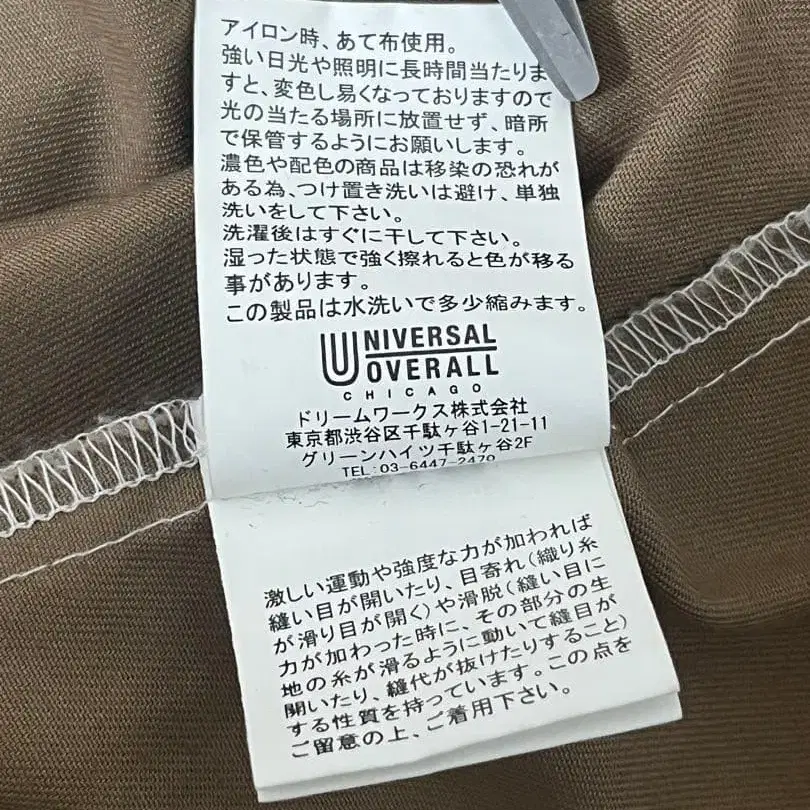 アイロン時、あて布使用。
強い日光や照明に長時間当たりま
すと、変色し易くなっておりますので
光の当たる場所に放置せず、暗所
で保管するようにお願いします。
濃色や配色の商品は移染の恐れが
ある為、つけ置き洗いは避け、単独
洗いをして下さい。
洗濯後はすぐに干して下さい。
湿った状態で強く擦れると色が移る
事があります。
この製品は水洗いで多少縮みます。
UNIVERSAL
OVERALL
CHICAGO
ドリームワークス株式会社
東京都渋谷区千駄ヶ谷1-21-11
グリーンハイツ千駄ヶ谷2F
TEL:03-6447-2470
激しい運動や強度な力が加われば
縫い目が開いたり、目寄れ(織り糸
が滑り目が開く)や滑脱(縫い目に
力が加わった時に、その部分の生
地の糸が滑るように動いて縫目が
開いたり、縫代が抜けたりすること)
する性質を持っています。この点を
ご留意の上、ご着用下さい。